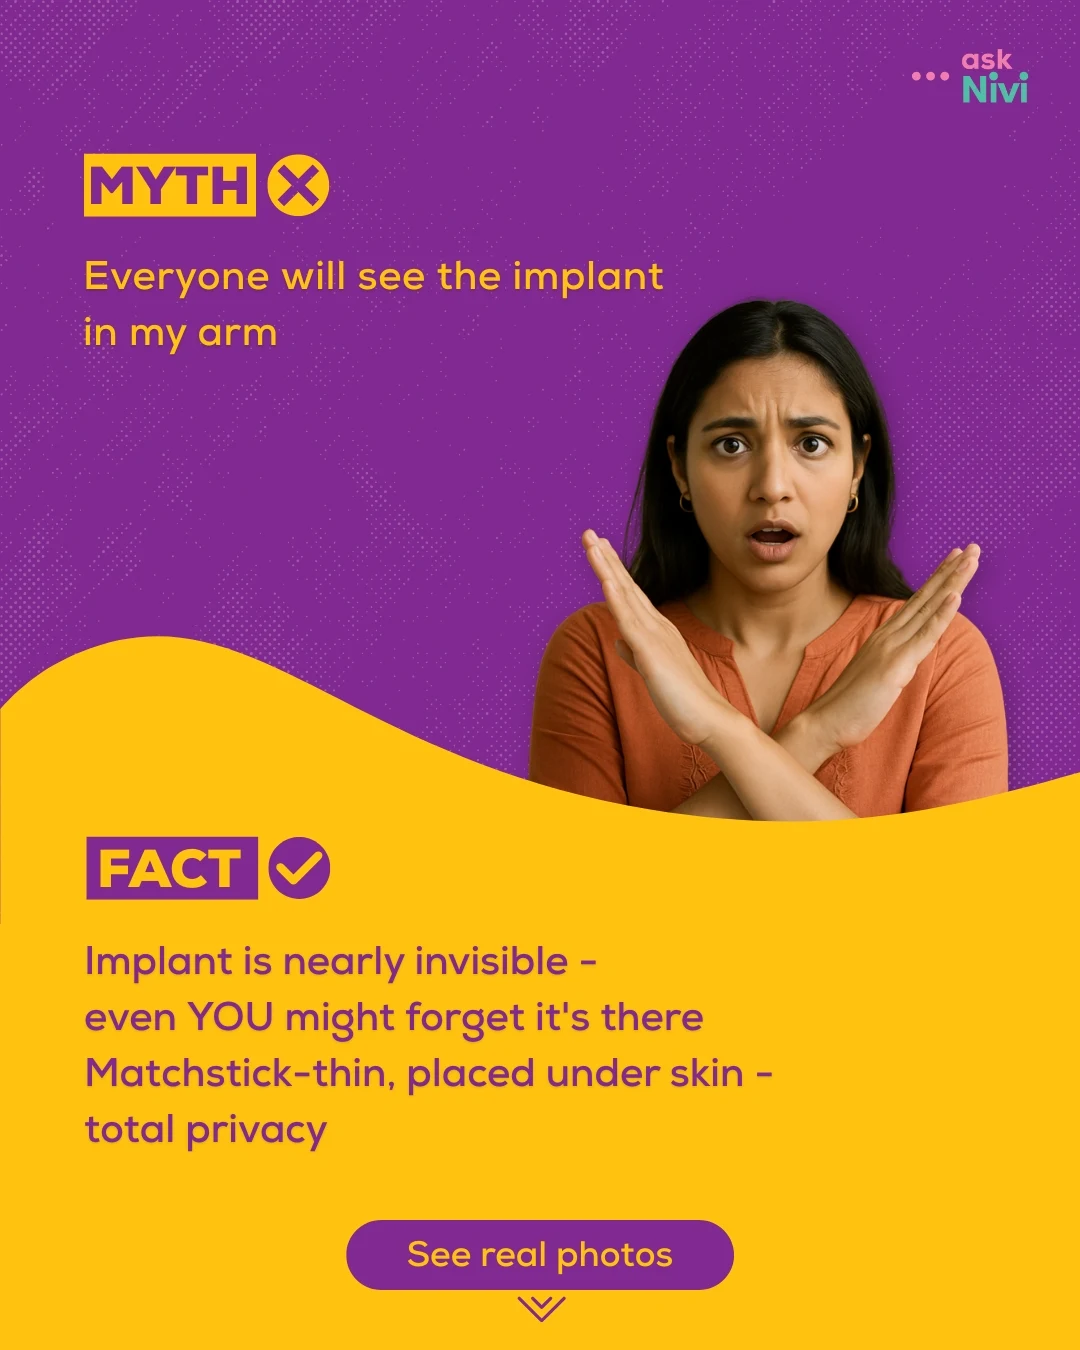 ask
Nivi
MYTH
Everyone will see the implant
in my arm
FACT
Implant is nearly invisible -
even YOU might forget it's there
Matchstick-thin, placed under skin -
total privacy
See real photos